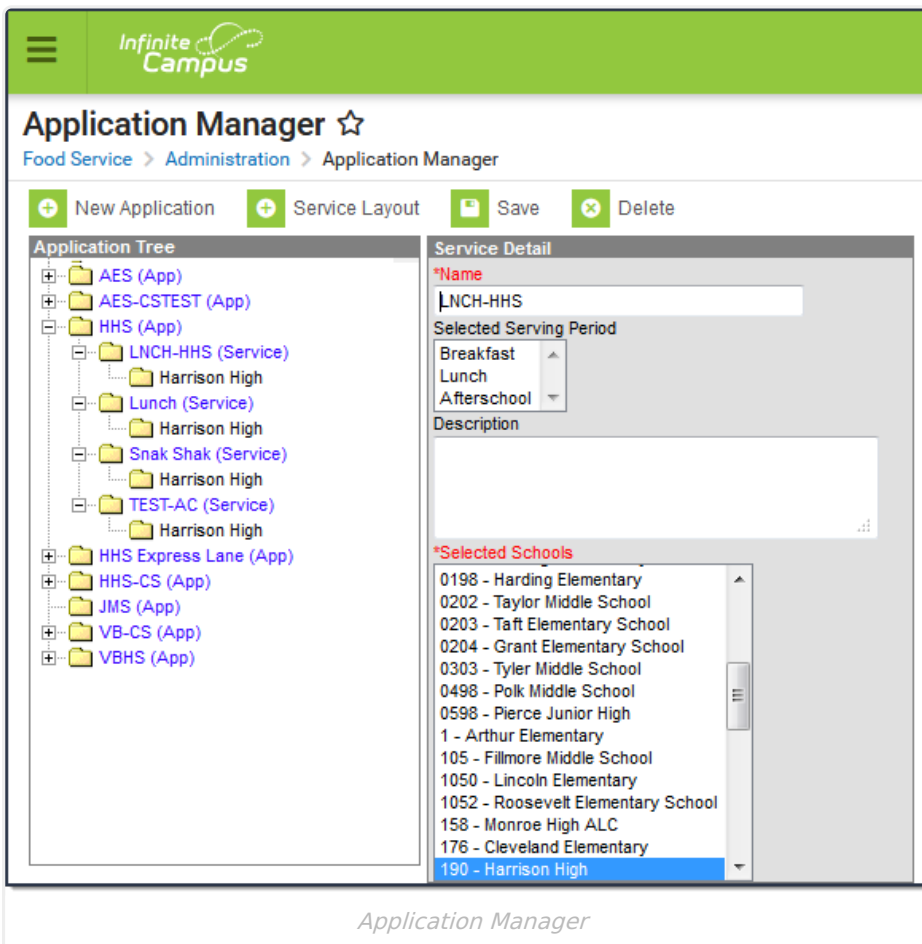 Infinite
Campus
Application Manager
Food Service > Administration > Application Manager
New Application Service Layout Save Delete
Application Tree
AES (App)
AES-CSTEST (App)
HHS (App)
LNCH-HHS (Service)
Harrison High
Lunch (Service)
Harrison High
Snak Shak (Service)
Harrison High
TEST-AC (Service)
Harrison High
HHS Express Lane (App)
HHS-CS (App)
JMS (App)
VB-CS (App)
VBHS (App)
Service Detail
*Name
LNCH-HHS
Selected Serving Period
Breakfast
Lunch
Afterschool
Description
*Selected Schools
0198 - Harding Elementary
0202 - Taylor Middle School
0203 - Taft Elementary School
0204 - Grant Elementary School
0303 - Tyler Middle School
0498 - Polk Middle School
0598 - Pierce Junior High
1 - Arthur Elementary
105 - Fillmore Middle School
1050 - Lincoln Elementary
1052 - Roosevelt Elementary School
158 - Monroe High ALC
176 - Cleveland Elementary
190 - Harrison High
Application Manager